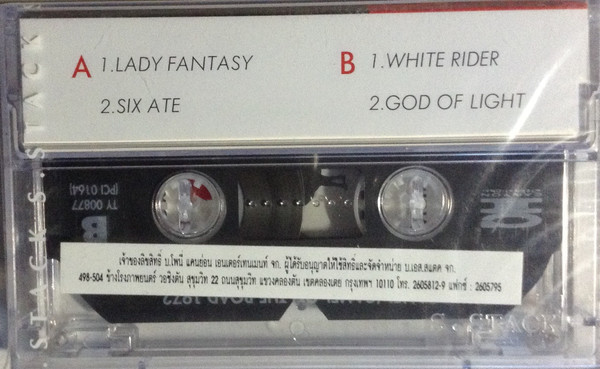 A 1.LADY FANTASY
2.SIX ATE
B 1.WHITE RIDER
2.GOD OF LIGHT
S.STACK
S.STACK
TY 00877
[PCI 0164]
B
เจ้าของลิขสิทธิ์ บ.โพนี่ แคนย่อน เอนเตอร์เทนเมนท์ จก. ผู้ได้รับอนุญาตให้ใช้สิทธิ์และจัดจำหน่าย บ.เอส.สแตค จก.
498-504 ข้างโรงภาพยนตร์ วอชิงตัน สุขุมวิท 22 ถนนสุขุมวิท แขวงคลองตัน เขตคลองเตย กรุงเทพฯ 10110 โทร. 2605812-9 แฟกซ์ : 2605795
ON THE ROAD 1972
S.STACK